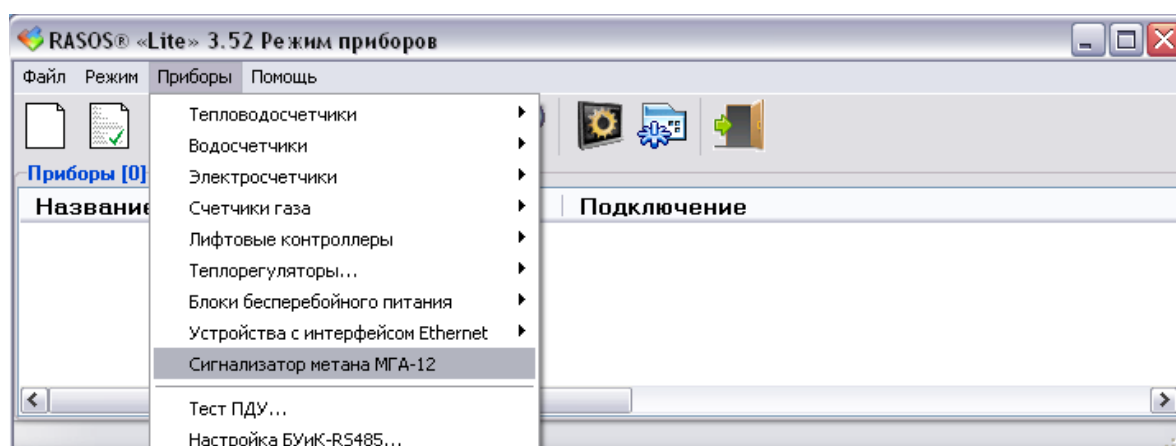 RASOS® «Lite» 3.52 Режим приборов
Файл Режим Приборы Помощь
Тепловодосчетчики
Водосчетчики
Приборы [0]
Электросчетчики
Название
Счетчики газа
Подключение
Лифтовые контроллеры
Теплорегуляторы...
Блоки бесперебойного питания
Устройства с интерфейсом Ethernet
Сигнализатор метана МГА-12
Тест ПДУ...
Настройка БУиК-RS485...